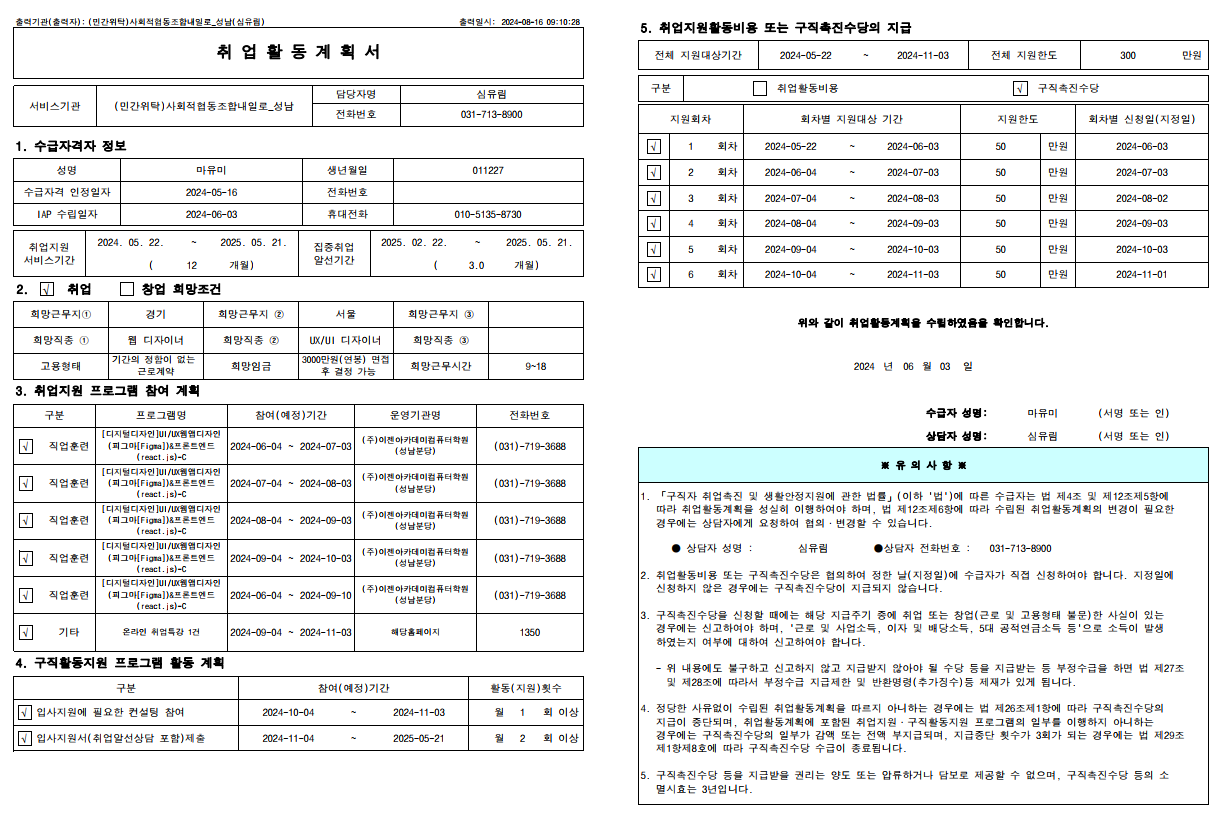 출력기관(출력자): (민간위탁)사회적협동조합내일로_성남(심유림) 출력일시: 2024-08-16 09:10:28
취 업 활 동 계 획 서
서비스기관 (민간위탁)사회적협동조합내일로_성남 담당자명 심유림
전화번호 031-713-8900
1. 수급자격자 정보
성명 마유미 생년월일 011227
수급자격 인정일자 2024-05-16 전화번호
IAP 수립일자 2024-06-03 휴대전화 010-5135-8730
취업지원 서비스기간 2024. 05. 22. ~ 2025. 05. 21. 집중취업 알선기간 2025. 02. 22. ~ 2025. 05. 21.
( 12 개월) ( 3.0 개월)
2. √ 취업 창업 희망조건
희망근무지① 경기 희망근무지 ② 서울 희망근무지 ③
희망직종 ① 웹 디자이너 희망직종 ② UX/UI 디자이너 희망직종 ③
고용형태 기간의 정함이 없는 근로계약 희망임금 3000만원(연봉) 면접 후 결정 가능 희망근무시간 9~18
3. 취업지원 프로그램 참여 계획
구분 프로그램명 참여(예정)기간 운영기관명 전화번호
√ 직업훈련 [디지털디자인]UI/UX웹앱디자인(피그마[Figma])&프론트엔드(react.js)-C 2024-06-04 ~ 2024-07-03 (주)이젠아카데미컴퓨터학원(성남분당) (031)-719-3688
√ 직업훈련 [디지털디자인]UI/UX웹앱디자인(피그마[Figma])&프론트엔드(react.js)-C 2024-07-04 ~ 2024-08-03 (주)이젠아카데미컴퓨터학원(성남분당) (031)-719-3688
√ 직업훈련 [디지털디자인]UI/UX웹앱디자인(피그마[Figma])&프론트엔드(react.js)-C 2024-08-04 ~ 2024-09-03 (주)이젠아카데미컴퓨터학원(성남분당) (031)-719-3688
√ 직업훈련 [디지털디자인]UI/UX웹앱디자인(피그마[Figma])&프론트엔드(react.js)-C 2024-09-04 ~ 2024-10-03 (주)이젠아카데미컴퓨터학원(성남분당) (031)-719-3688
√ 직업훈련 [디지털디자인]UI/UX웹앱디자인(피그마[Figma])&프론트엔드(react.js)-C 2024-06-04 ~ 2024-09-10 (주)이젠아카데미컴퓨터학원(성남분당) (031)-719-3688
√ 기타 온라인 취업특강 1건 2024-09-04 ~ 2024-11-03 해당홈페이지 1350
4. 구직활동지원 프로그램 활동 계획
구분 참여(예정)기간 활동(지원)횟수
√ 입사지원에 필요한 컨설팅 참여 2024-10-04 ~ 2024-11-03 월 1 회 이상
√ 입사지원서(취업알선상담 포함)제출 2024-11-04 ~ 2025-05-21 월 2 회 이상
5. 취업지원활동비용 또는 구직촉진수당의 지급
전체 지원대상기간 2024-05-22 ~ 2024-11-03 전체 지원한도 300 만원
구분 취업활동비용 √ 구직촉진수당
지원회차 회차별 지원대상 기간 지원한도 회차별 신청일(지정일)
√ 1 회차 2024-05-22 ~ 2024-06-03 50 만원 2024-06-03
√ 2 회차 2024-06-04 ~ 2024-07-03 50 만원 2024-07-03
√ 3 회차 2024-07-04 ~ 2024-08-03 50 만원 2024-08-02
√ 4 회차 2024-08-04 ~ 2024-09-03 50 만원 2024-09-03
√ 5 회차 2024-09-04 ~ 2024-10-03 50 만원 2024-10-03
√ 6 회차 2024-10-04 ~ 2024-11-03 50 만원 2024-11-01
위와 같이 취업활동계획을 수립하였음을 확인합니다.
2024 년 06 월 03 일
수급자 성명: 마유미 (서명 또는 인)
상담자 성명: 심유림 (서명 또는 인)
※ 유 의 사 항 ※
1. 「구직자 취업촉진 및 생활안정지원에 관한 법률」(이하 '법')에 따른 수급자는 법 제4조 및 제12조제5항에
따라 취업활동계획을 성실히 이행하여야 하며, 법 제12조제6항에 따라 수립된 취업활동계획의 변경이 필요한
경우에는 상담자에게 요청하여 협의·변경할 수 있습니다.
● 상담자 성명 : 심유림 ●상담자 전화번호 : 031-713-8900
2. 취업활동비용 또는 구직촉진수당은 협의하여 정한 날(지정일)에 수급자가 직접 신청하여야 합니다. 지정일에
신청하지 않은 경우에는 구직촉진수당이 지급되지 않습니다.
3. 구직촉진수당을 신청할 때에는 해당 지급주기 중에 취업 또는 창업(근로 및 고용형태 불문)한 사실이 있는
경우에는 신고하여야 하며, '근로 및 사업소득, 이자 및 배당소득, 5대 공적연금소득 등'으로 소득이 발생
하였는지 여부에 대하여 신고하여야 합니다.
- 위 내용에도 불구하고 신고하지 않고 지급받지 않아야 될 수당 등을 지급받는 등 부정수급을 하면 법 제27조
및 제28조에 따라서 부정수급 지급제한 및 반환명령(추가징수)등 제재가 있게 됩니다.
4. 정당한 사유없이 수립된 취업활동계획을 따르지 아니하는 경우에는 법 제26조제1항에 따라 구직촉진수당의
지급이 중단되며, 취업활동계획에 포함된 취업지원·구직활동지원 프로그램의 일부를 이행하지 아니하는
경우에는 구직촉진수당의 일부가 감액 또는 전액 부지급되며, 지급중단 횟수가 3회가 되는 경우에는 법 제29조
제1항제8호에 따라 구직촉진수당 수급이 종료됩니다.
5. 구직촉진수당 등을 지급받을 권리는 양도 또는 압류하거나 담보로 제공할 수 없으며, 구직촉진수당 등의 소
멸시효는 3년입니다.